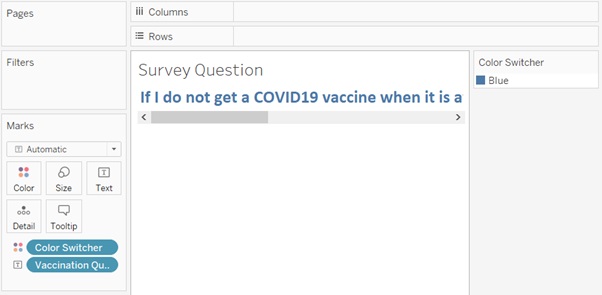 Pages
iii Columns
Rows
Filters
Survey Question
If I do not get a COVID19 vaccine when it is a
Color Switcher
Blue
Marks
T Automatic
Color
Size
T
Text
Detail
Tooltip
Color Switcher
T Vaccination Qu..